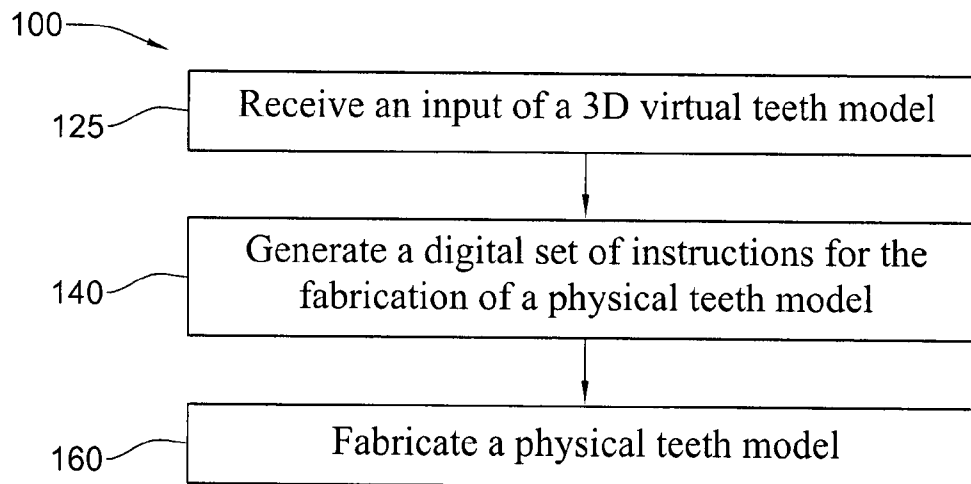 100
125
Receive an input of a 3D virtual teeth model
140
Generate a digital set of instructions for the
fabrication of a physical teeth model
160
Fabricate a physical teeth model